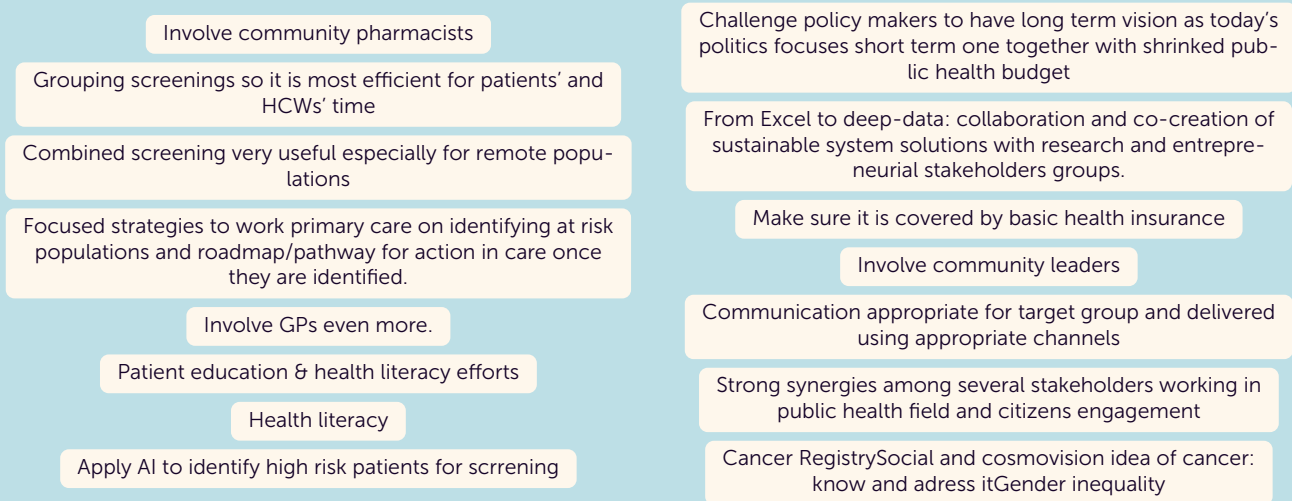 Involve community pharmacists
Grouping screenings so it is most efficient for patients' and
HCWs' time
Combined screening very useful especially for remote popu-
lations
Focused strategies to work primary care on identifying at risk
populations and roadmap/pathway for action in care once
they are identified.
Involve GPs even more.
Patient education & health literacy efforts
Health literacy
Apply AI to identify high risk patients for scrrening
Challenge policy makers to have long term vision as today's
politics focuses short term one together with shrinked pub-
lic health budget
From Excel to deep-data: collaboration and co-creation of
sustainable system solutions with research and entrepre-
neurial stakeholders groups.
Make sure it is covered by basic health insurance
Involve community leaders
Communication appropriate for target group and delivered
using appropriate channels
Strong synergies among several stakeholders working in
public health field and citizens engagement
Cancer RegistrySocial and cosmovision idea of cancer:
know and adress itGender inequality